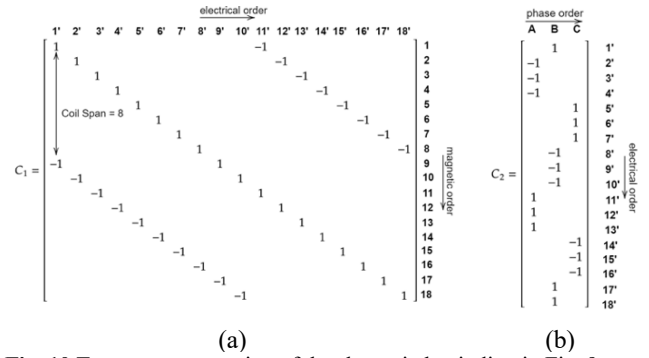 electrical order
1' 2' 3' 4' 5' 6' 7' 8' 9' 10' 11' 12' 13' 14' 15' 16' 17' 18'
1 −1 1
1 −1 2
1 −1 3
1 −1 4
1 −1 5
1 −1 6
1 −1 7
1 −1 8
−1 1 9
−1 1 10
−1 1 11
−1 1 12
−1 1 13
−1 1 14
−1 1 15
−1 1 16
−1 1 17
−1 1 18
Coil Span = 8
C1 =
magnetic order
(a)
phase order
A B C
1 1'
−1 2'
−1 3'
−1 4'
1 5'
1 6'
1 7'
−1 8'
−1 9'
−1 10'
1 11'
1 12'
1 13'
−1 14'
−1 15'
−1 16'
1 17'
1 18'
C2 =
electrical order
(b)